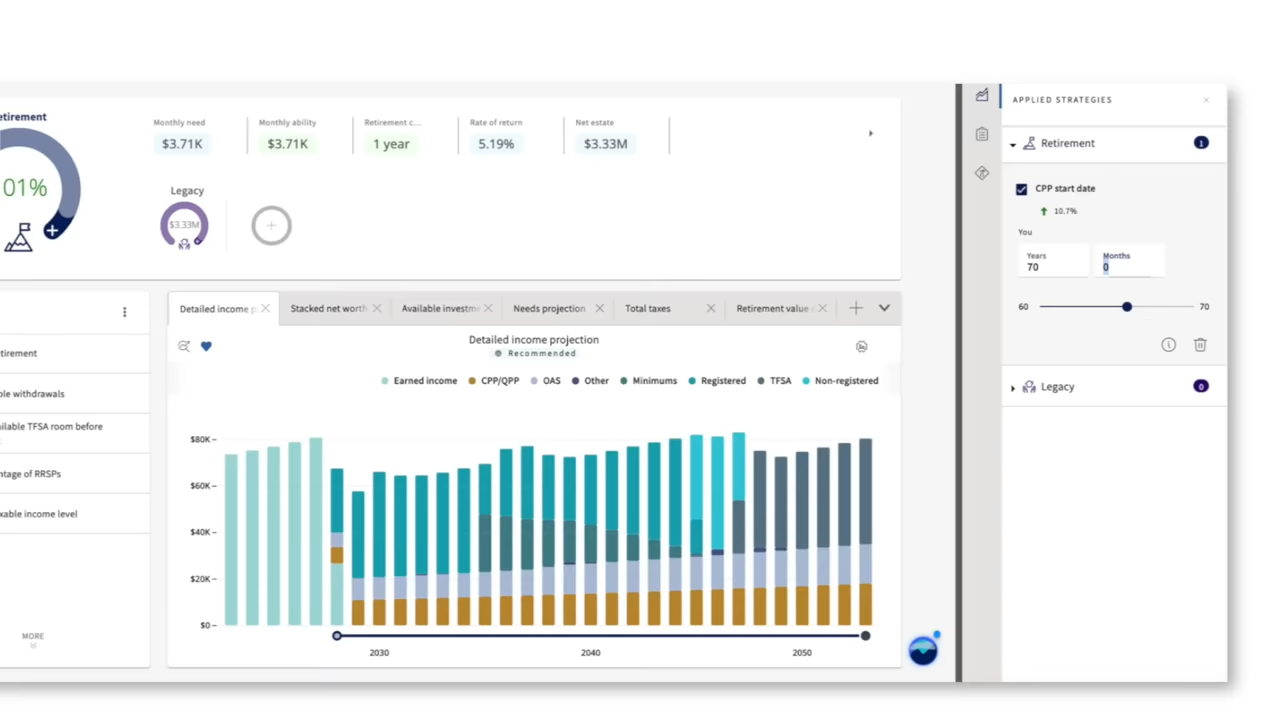 etirement
01%
Monthly need
$3.71K
Monthly ability
$3.71K
Retirement c...
1 year
Rate of return
5.19%
Net estate
$3.33M
Legacy
$3.33M
tirement
ble withdrawals
ailable TFSA room before
ntage of RRSPs
xable income level
MORE
Detailed income p
Stacked net worth
Available investme
Needs projection
Total taxes
Retirement value
Detailed income projection
Recommended
Earned income CPP/QPP OAS Other Minimums Registered TFSA Non-registered
$80K
$60K
$40K
$20K
$0
2030 2040 2050
APPLIED STRATEGIES
Retirement 1
CPP start date
10.7%
You
Years
70
Months
0
60 70
Legacy 0